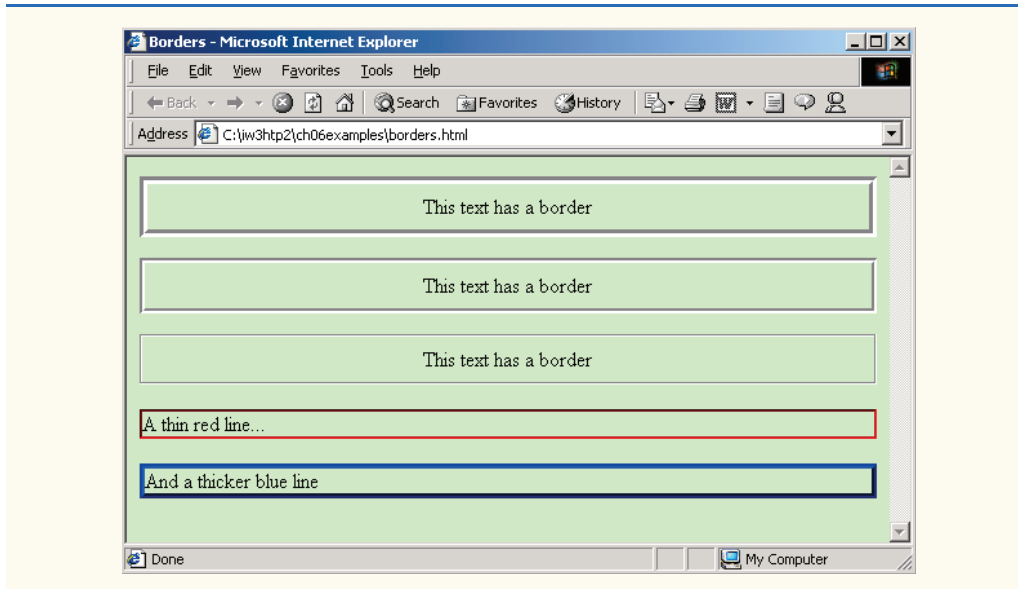 Borders - Microsoft Internet Explorer
File Edit View Favorites Tools Help
Back Search Favorites History
Address C:\iw3htp2\ch06examples\borders.html
This text has a border
This text has a border
This text has a border
A thin red line...
And a thicker blue line
Done My Computer